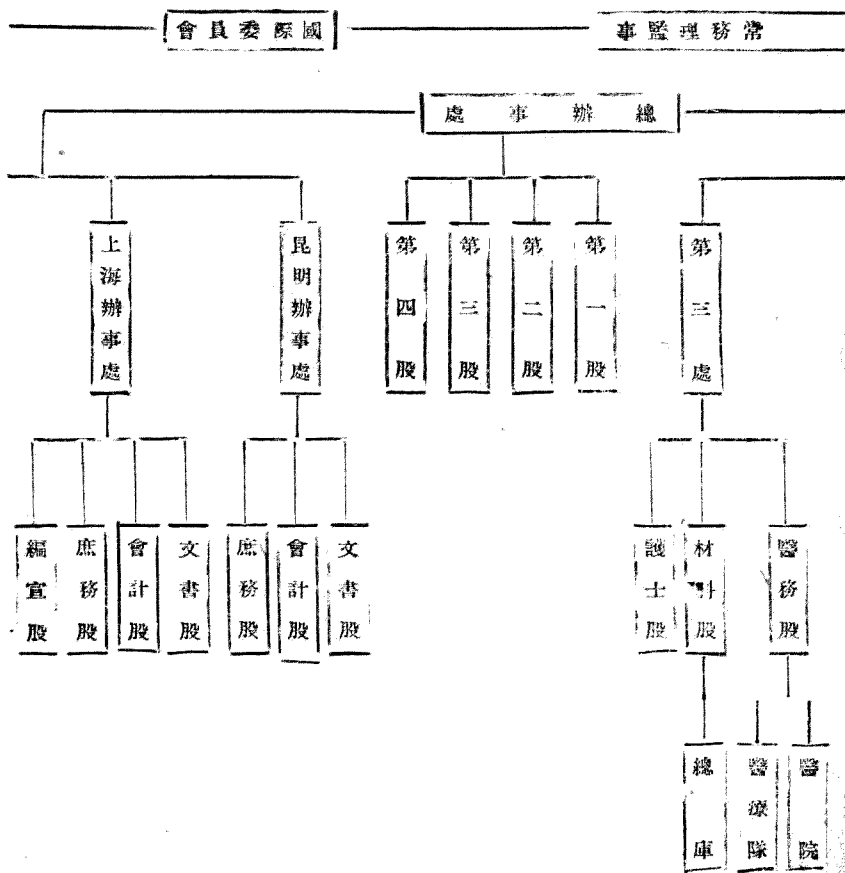 常務理監事
國際委員會
總辦事處
第三處
第一股
第二股
第三股
第四股
昆明辦事處
上海辦事處
醫務股
材料股
護士股
文書股
會計股
庶務股
文書股
會計股
庶務股
編宣股
醫院
醫療隊
總庫